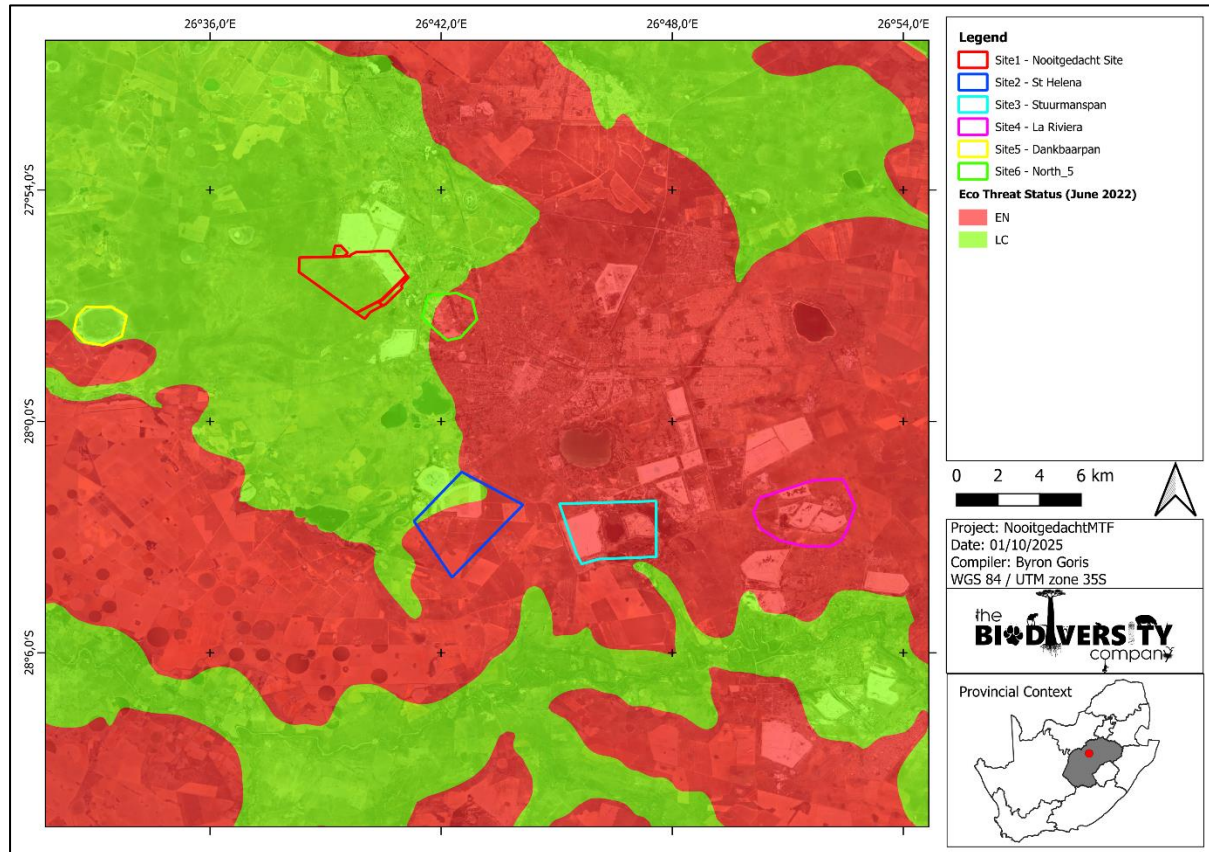 26°36,0'E 26°42,0'E 26°48,0'E 26°54,0'E
27°54,0'S
28°0,0'S
28°6,0'S
Legend
Site1 - Nooitgedacht Site
Site2 - St Helena
Site3 - Stuurmanspan
Site4 - La Riviera
Site5 - Dankbaarpan
Site6 - North_5
Eco Threat Status (June 2022)
EN
LC
0 2 4 6 km
Project: NooitgedachtMTF
Date: 01/10/2025
Compiler: Byron Goris
WGS 84 / UTM zone 35S
the
BIODIVERSITY
company
Provincial Context